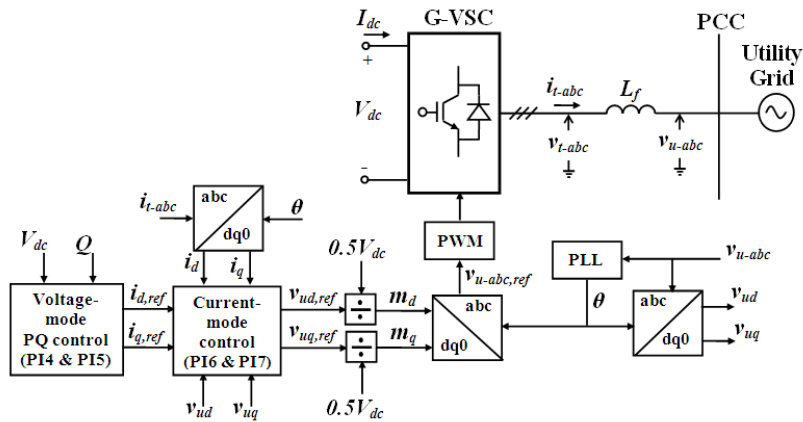 I_dc
G-VSC
PCC
+
V_dc
−
i_t-abc
L_f
Utility
Grid
v_t-abc
v_u-abc
i_t-abc
abc
dq0
θ
PWM
PLL
v_u-abc
V_dc
Q
i_d
i_q
0.5V_dc
v_u-abc,ref
θ
Voltage-
mode
PQ control
(PI4 & PI5)
i_d,ref
i_q,ref
Current-
mode
control
(PI6 & PI7)
v_ud,ref
v_uq,ref
÷
÷
m_d
m_q
abc
dq0
abc
dq0
v_ud
v_uq
v_ud
v_uq
0.5V_dc